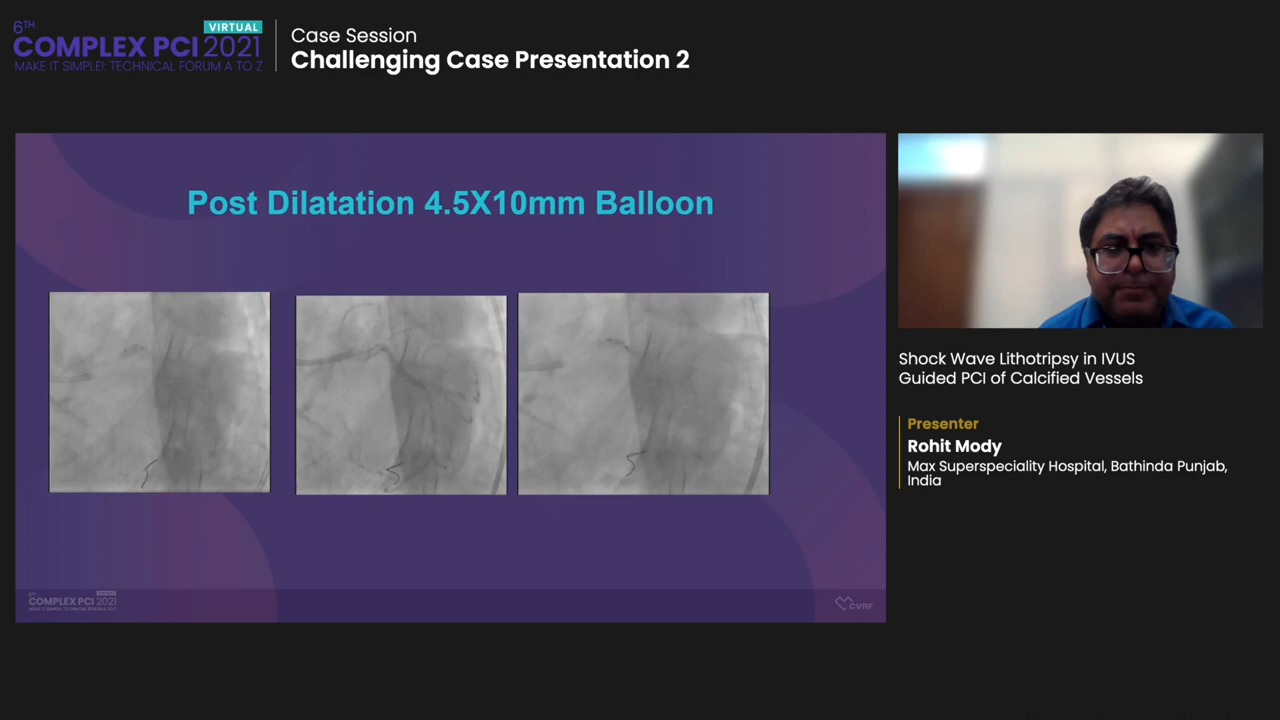 6TH
VIRTUAL
COMPLEX PCI 2021
MAKE IT SIMPLE!: TECHNICAL FORUM A TO Z
Case Session
Challenging Case Presentation 2
Post Dilatation 4.5X10mm Balloon
Shock Wave Lithotripsy in IVUS
Guided PCI of Calcified Vessels
Presenter
Rohit Mody
Max Superspeciality Hospital, Bathinda Punjab,
India
COMPLEX PCI 2021
CVRF